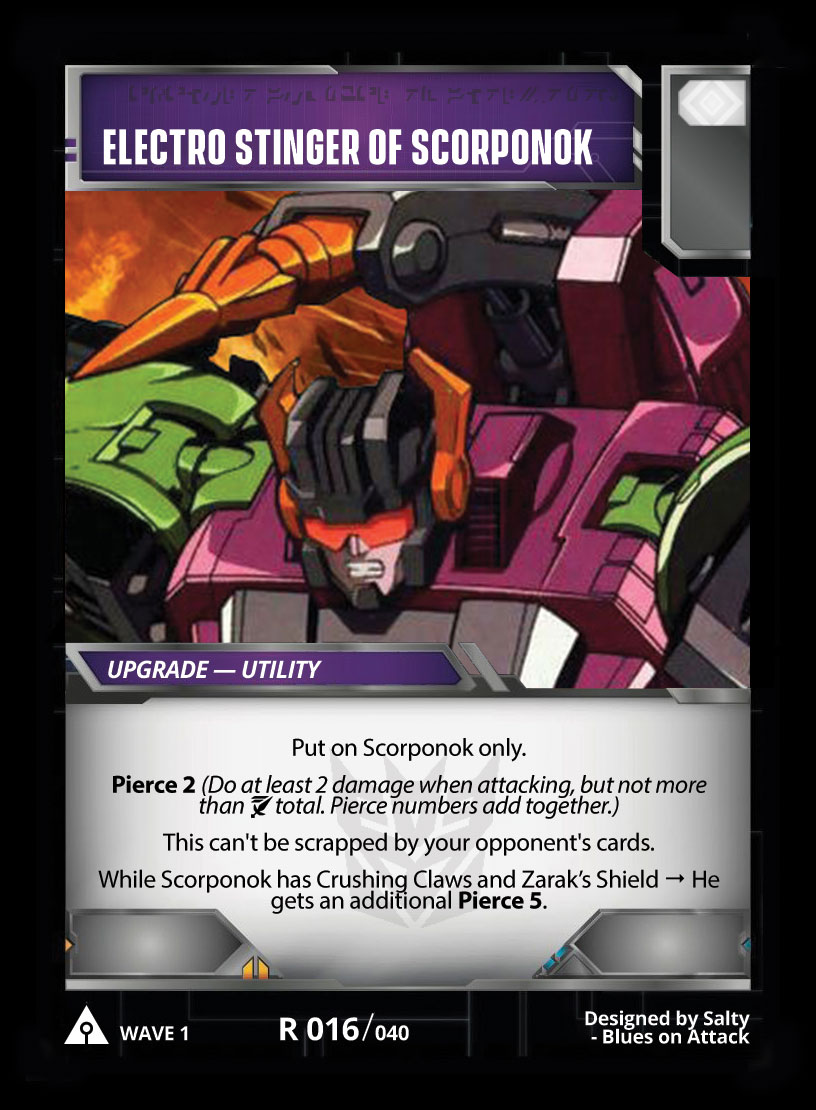 ELECTRO STINGER OF SCORPONOK
UPGRADE — UTILITY
Put on Scorponok only.
Pierce 2 (Do at least 2 damage when attacking, but not more
than total. Pierce numbers add together.)
This can't be scrapped by your opponent's cards.
While Scorponok has Crushing Claws and Zarak’s Shield → He
gets an additional Pierce 5.
WAVE 1
R 016/040
Designed by Salty
- Blues on Attack